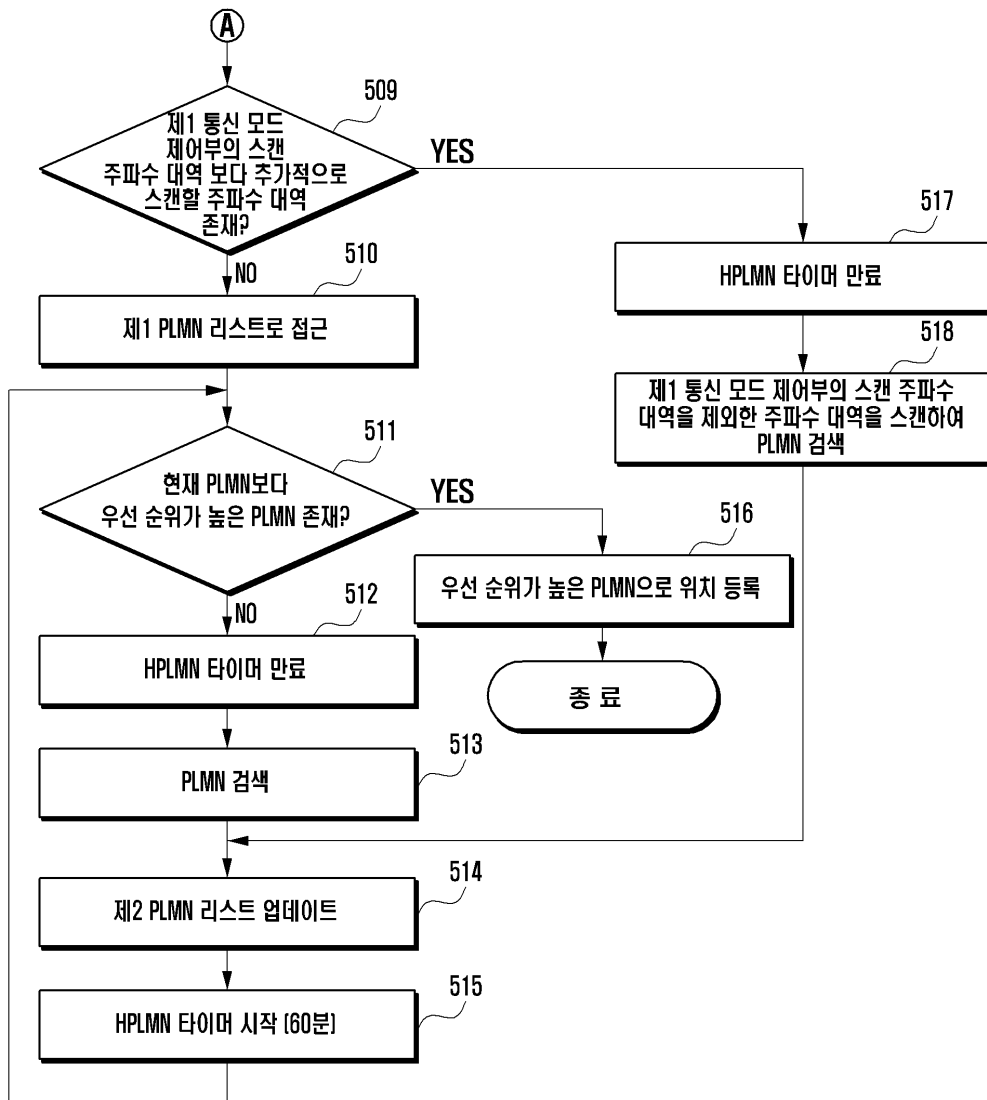 A
509
제1 통신 모드
제어부의 스캔
주파수 대역 보다 추가적으로
스캔할 주파수 대역
존재?
YES
NO
517
HPLMN 타이머 만료
510
제1 PLMN 리스트로 접근
518
제1 통신 모드 제어부의 스캔 주파수
대역을 제외한 주파수 대역을 스캔하여
PLMN 검색
511
현재 PLMN보다
우선 순위가 높은 PLMN 존재?
YES
NO
516
우선 순위가 높은 PLMN으로 위치 등록
종 료
512
HPLMN 타이머 만료
513
PLMN 검색
514
제2 PLMN 리스트 업데이트
515
HPLMN 타이머 시작 [60분]